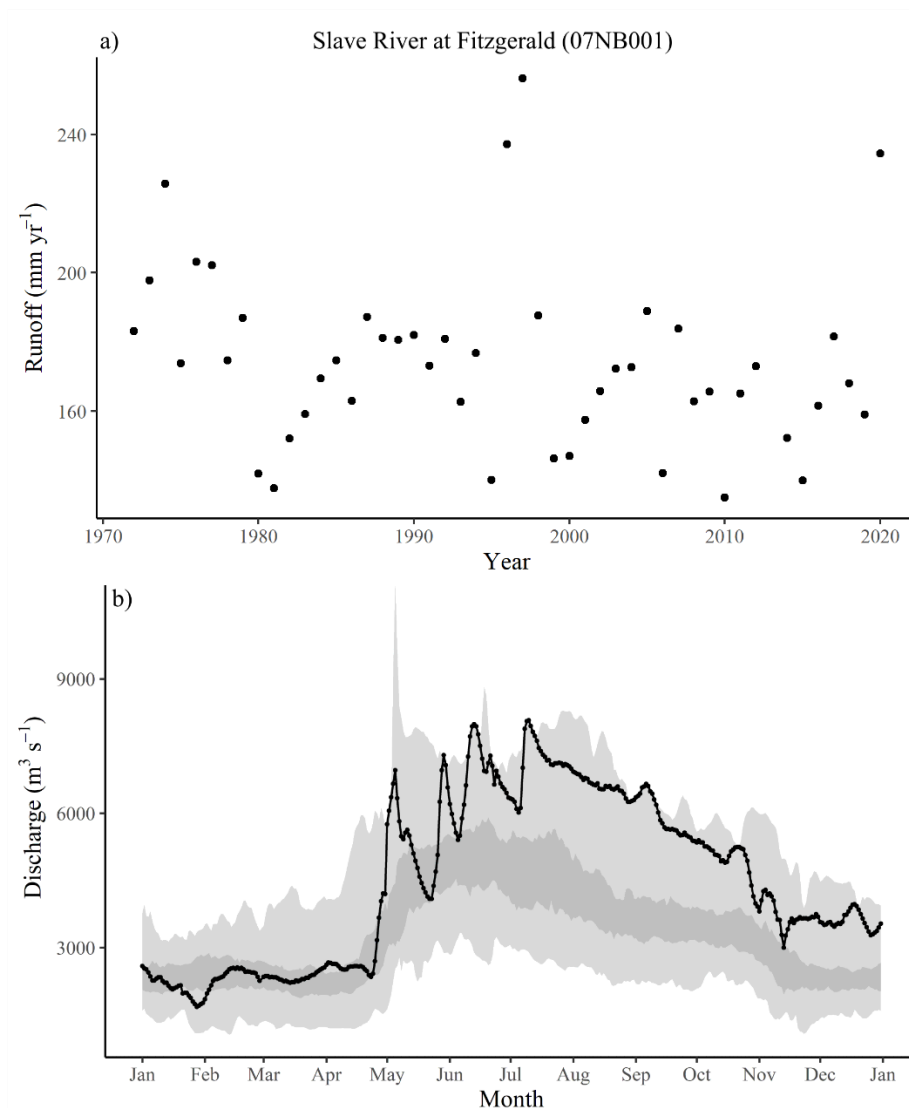 a) Slave River at Fitzgerald (07NB001)
240
200
160
Runoff (mm yr⁻¹)
1970 1980 1990 2000 2010 2020
Year
b)
9000
6000
3000
Discharge (m³ s⁻¹)
Jan Feb Mar Apr May Jun Jul Aug Sep Oct Nov Dec Jan
Month